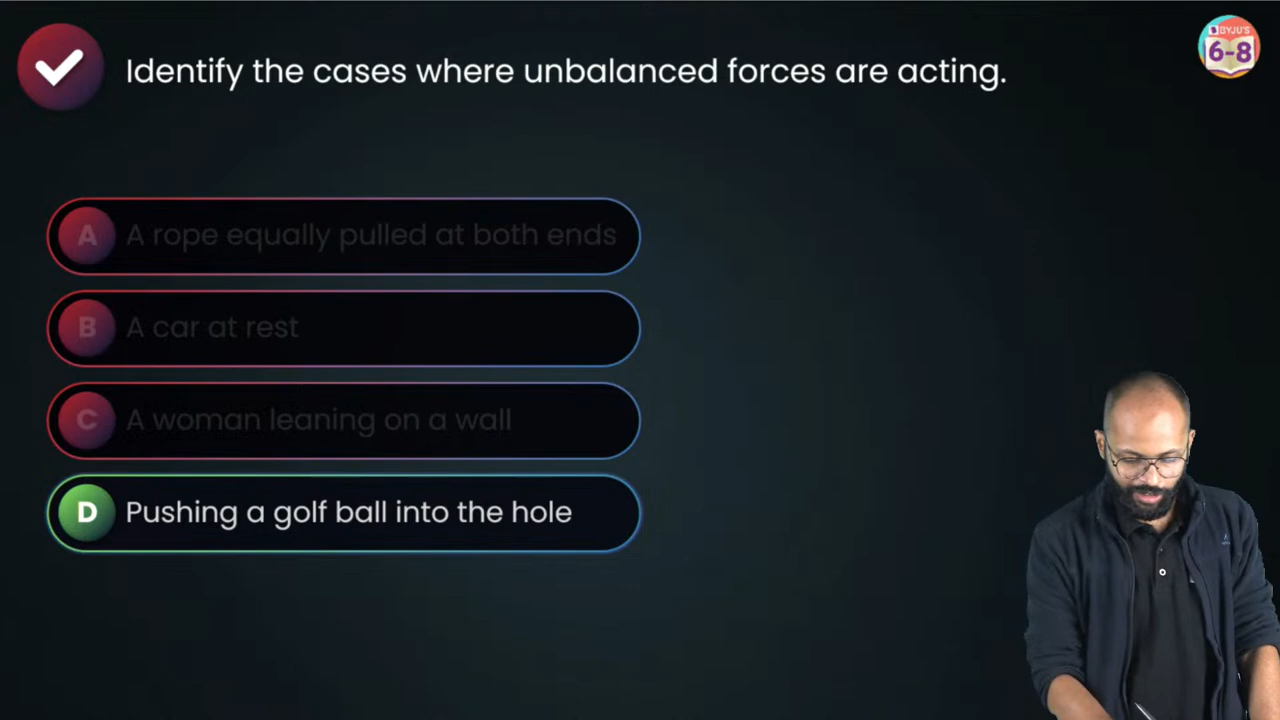 Identify the cases where unbalanced forces are acting.
BYJU'S
6-8
A A rope equally pulled at both ends
B A car at rest
C A woman leaning on a wall
D Pushing a golf ball into the hole